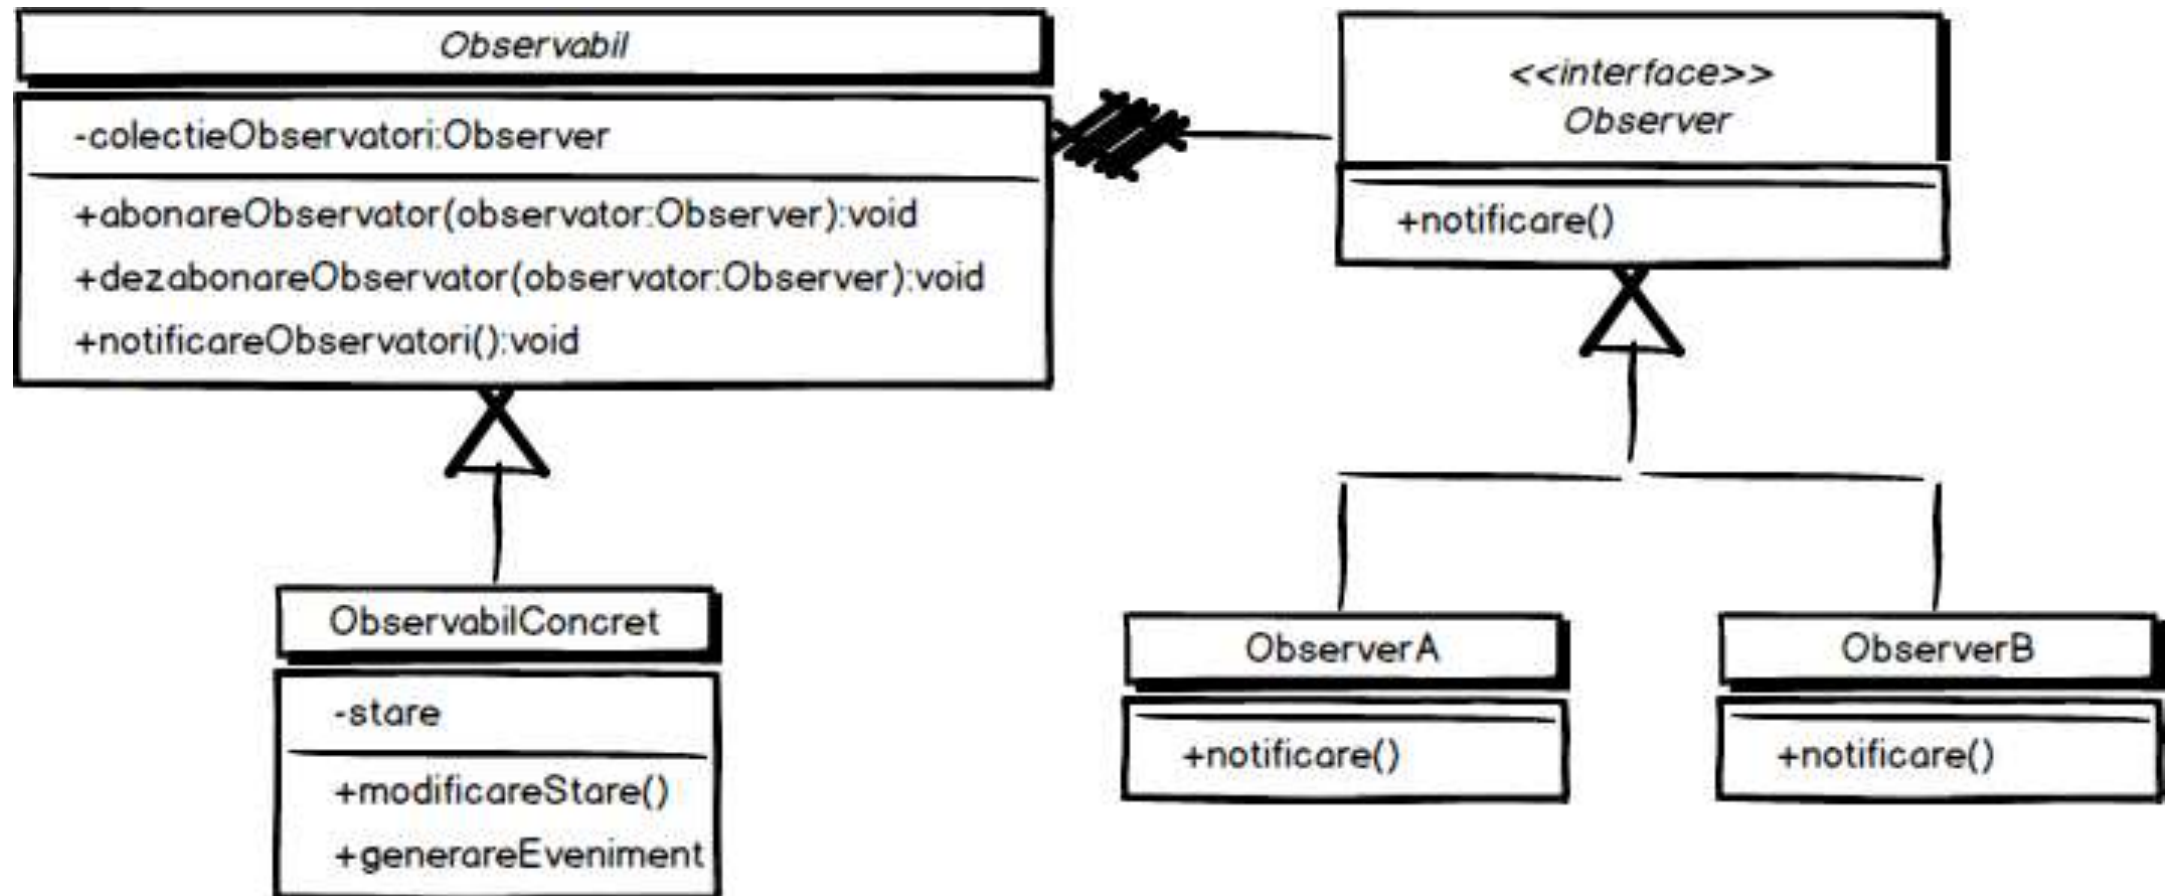 Observabil
-colectieObservatori:Observer
+abonareObservator(observator:Observer):void
+dezabonareObservator(observator:Observer):void
+notificareObservatori():void
<<interface>>
Observer
+notificare()
ObservabilConcret
-stare
+modificareStare()
+generareEveniment
ObserverA
+notificare()
ObserverB
+notificare()